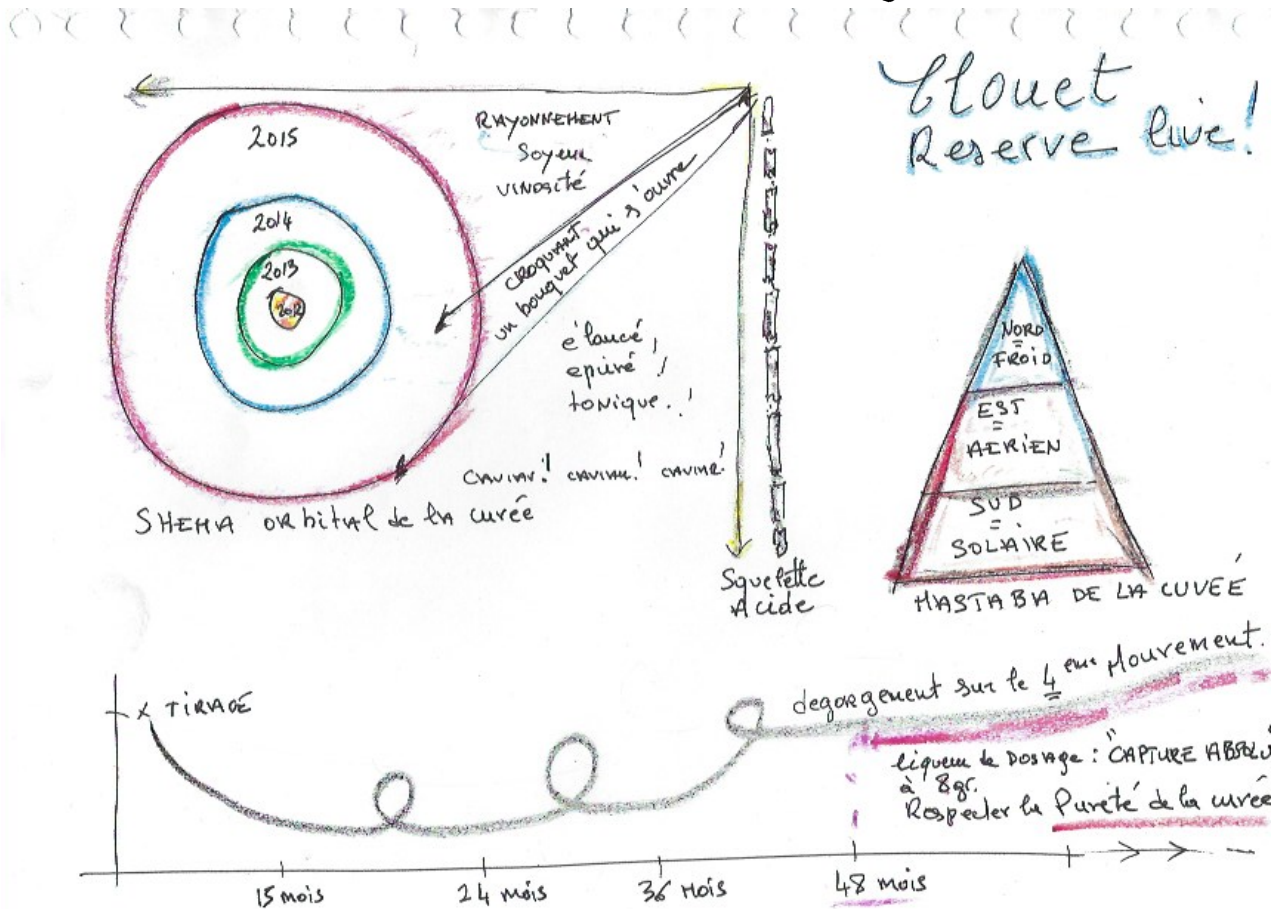 Clouet
Reserve live!
2015
2014
2013
2012
RAYONNEMENT
Soyeux
VINOSITÉ
CROQUANT
un bouquet qui s'ouvre
élancé,
épuré,
tonique..!
CAVIAR! CAVIAR! CAVIAR!
SHEMA ORbital de la cuvée
Squelette
Acide
NORD
=
FROID
EST
=
AERIEN
SUD
=
SOLAIRE
MASTABA DE LA CUVEÉ
X TIRAGE
degorgement sur le 4 eme Mouvement.
liqueur de DOSAGE: "CAPTURE ABSOLU
à 8gr.
Respecter la Pureté de la cuvée
15 mois
24 mois
36 mois
48 mois